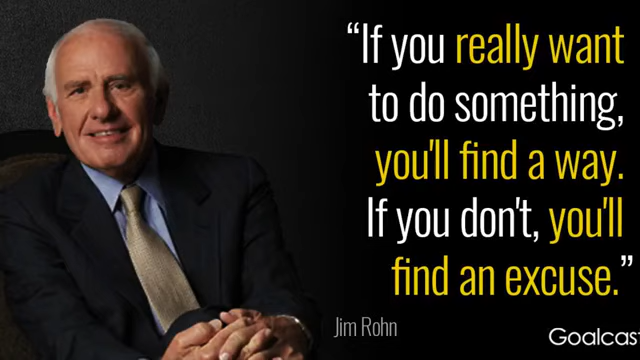 “If you really want
to do something,
you'll find a way.
If you don't, you'll
find an excuse.”
Jim Rohn
Goalcast